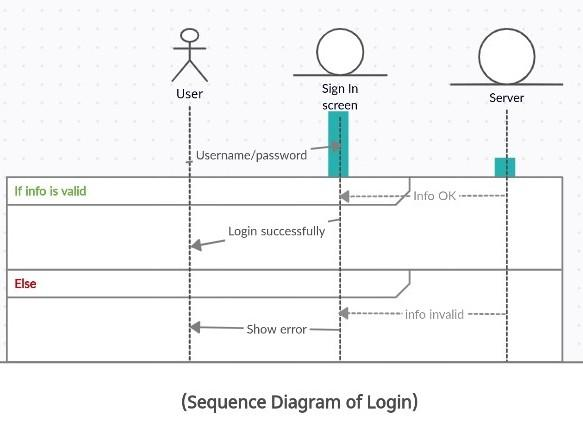 User
Sign In
screen
Server
Username/password
If info is valid
Info OK
Login successfully
Else
info invalid
Show error
(Sequence Diagram of Login)